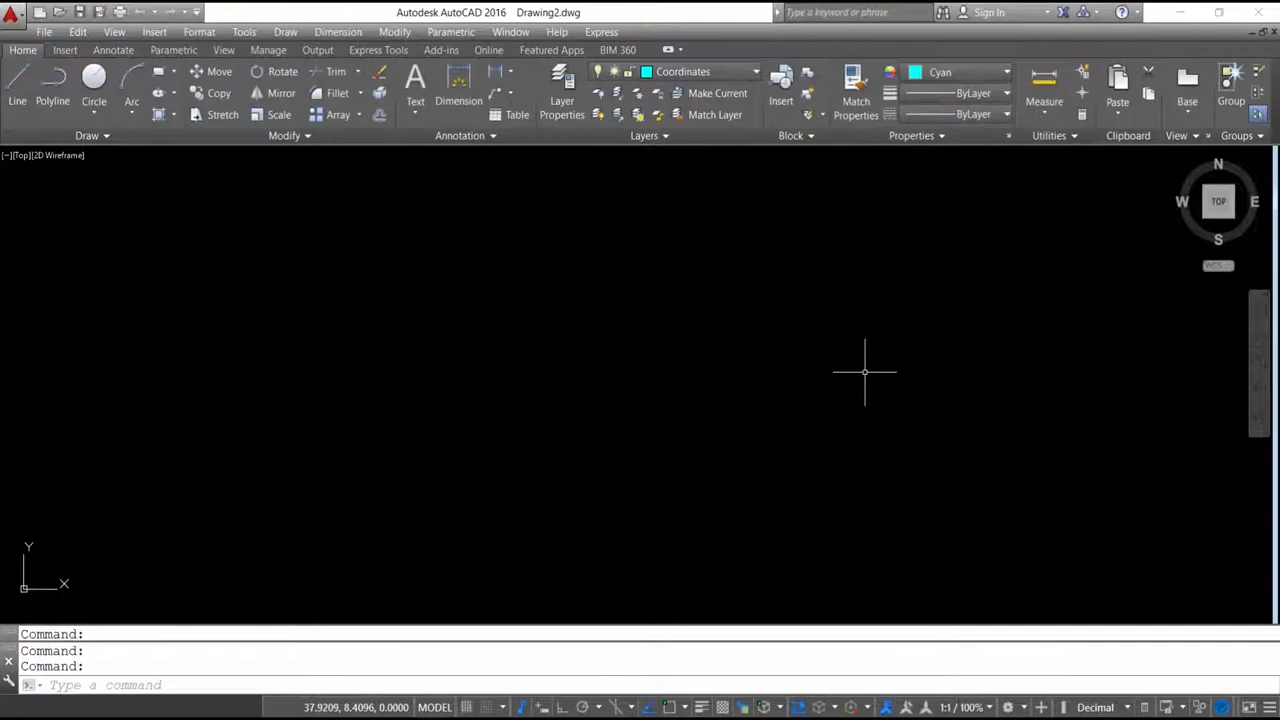 Autodesk AutoCAD 2016 Drawing2.dwg
Type a keyword or phrase
Sign In
File Edit View Insert Format Tools Draw Dimension Modify Parametric Window Help Express
Home Insert Annotate Parametric View Manage Output Express Tools Add-ins Online Featured Apps BIM 360
Line Polyline Circle Arc
Move Rotate Trim
Copy Mirror Fillet
Stretch Scale Array
Text Dimension Table
Layer Properties
Coordinates
Make Current
Match Layer
Insert
Match Properties
Cyan
ByLayer
ByLayer
Measure
Paste
Base
Group
Draw Modify Annotation Layers Block Properties Utilities Clipboard View Groups
[−][Top][2D Wireframe]
N
W TOP E
S
WCS
Y
X
Command:
Command:
Command:
Type a command
37.9209, 8.4096, 0.0000 MODEL 1:1 / 100% Decimal